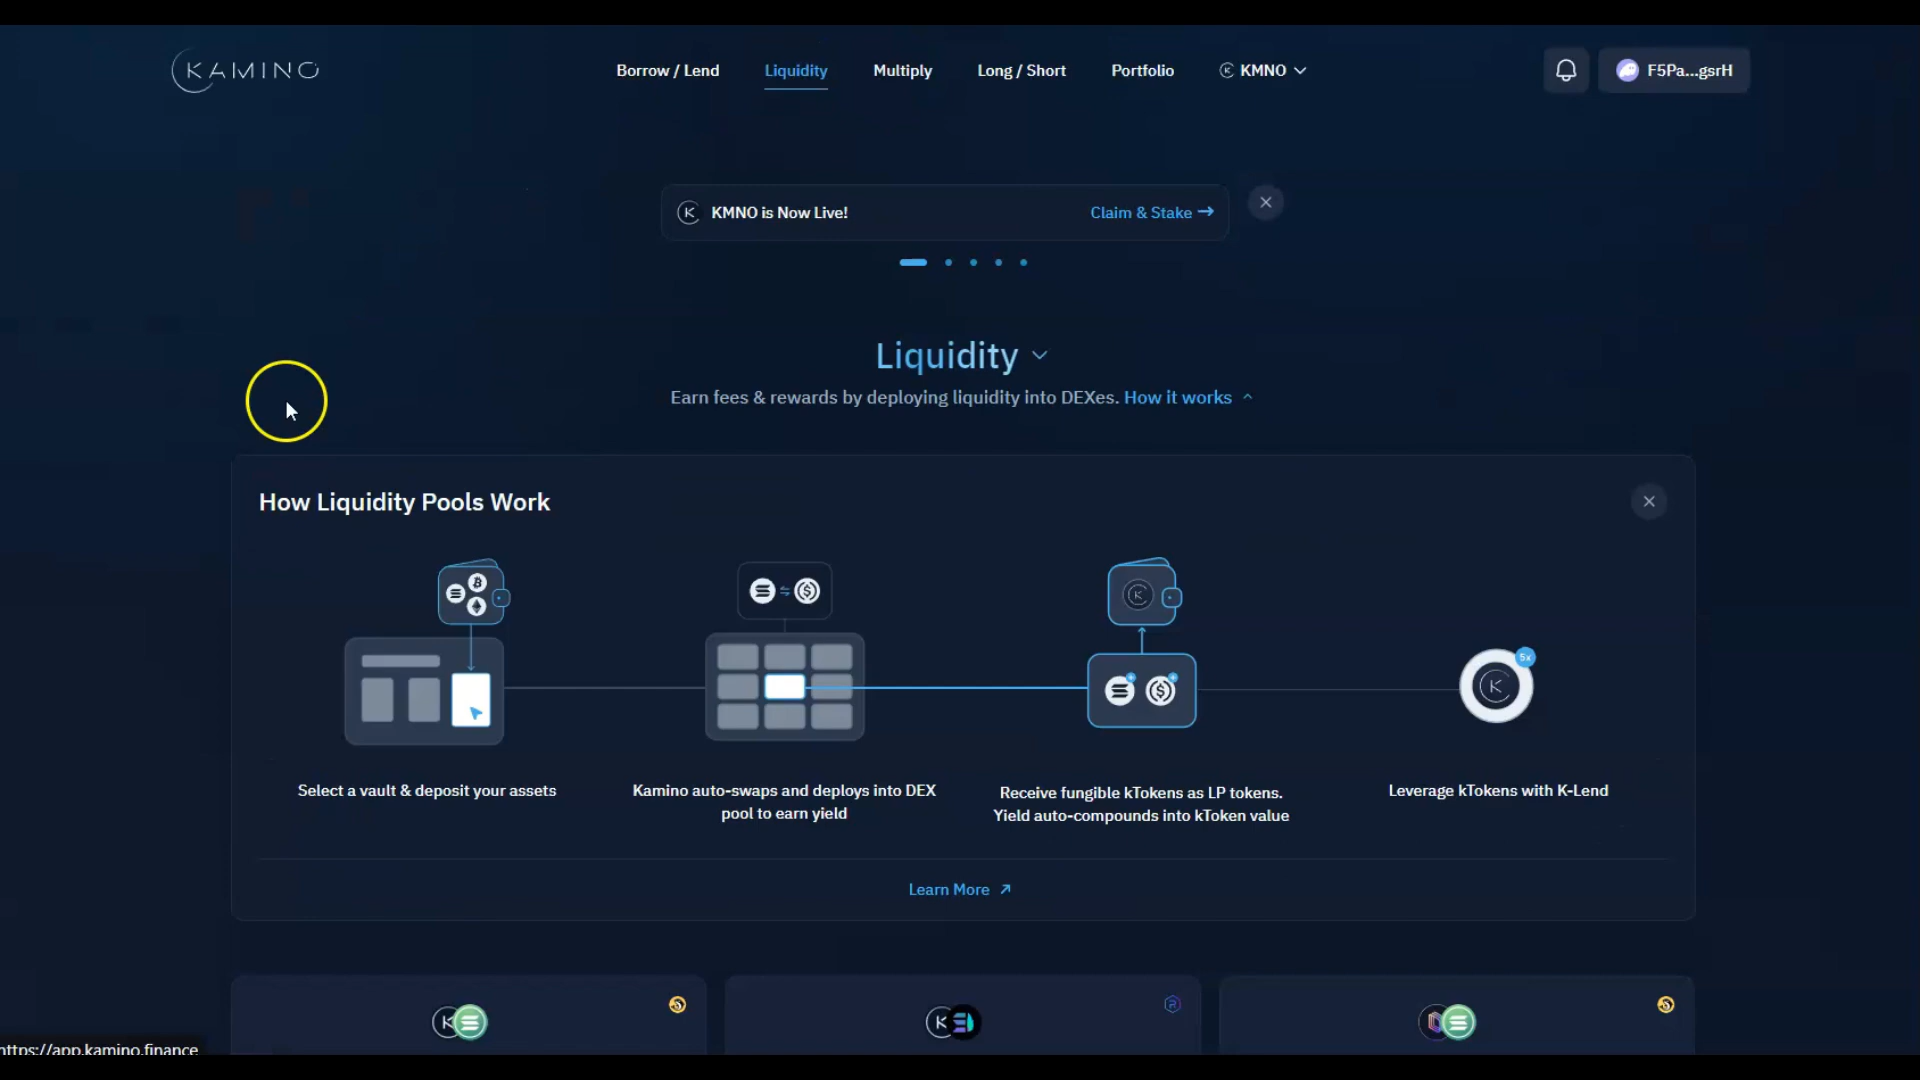 KAMINO
Borrow / Lend
Liquidity
Multiply
Long / Short
Portfolio
KMNO
F5Pa...gsrH
KMNO is Now Live!
Claim & Stake →
Liquidity
Earn fees & rewards by deploying liquidity into DEXes. How it works
How Liquidity Pools Work
5x
Select a vault & deposit your assets
Kamino auto-swaps and deploys into DEX
pool to earn yield
Receive fungible kTokens as LP tokens.
Yield auto-compounds into kToken value
Leverage kTokens with K-Lend
Learn More ↗
https://app.kamino.finance